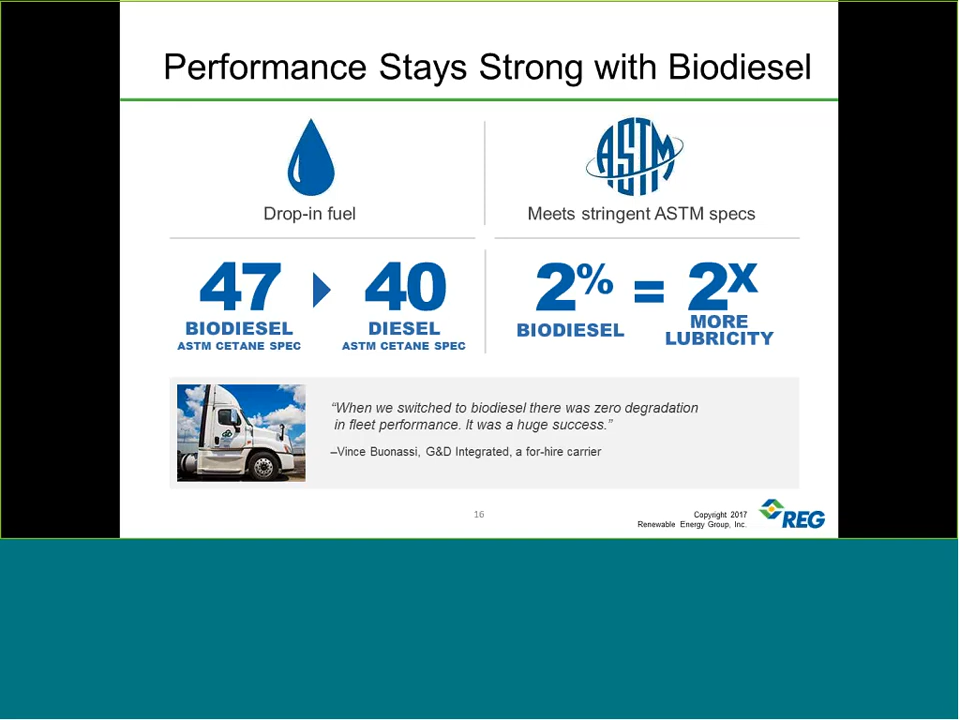 Performance Stays Strong with Biodiesel
Drop-in fuel
ASTM
Meets stringent ASTM specs
47
BIODIESEL
ASTM CETANE SPEC
40
DIESEL
ASTM CETANE SPEC
2%
BIODIESEL
=
2X
MORE
LUBRICITY
“When we switched to biodiesel there was zero degradation
in fleet performance. It was a huge success.”
–Vince Buonassi, G&D Integrated, a for-hire carrier
16
Copyright 2017
Renewable Energy Group, Inc.
REG